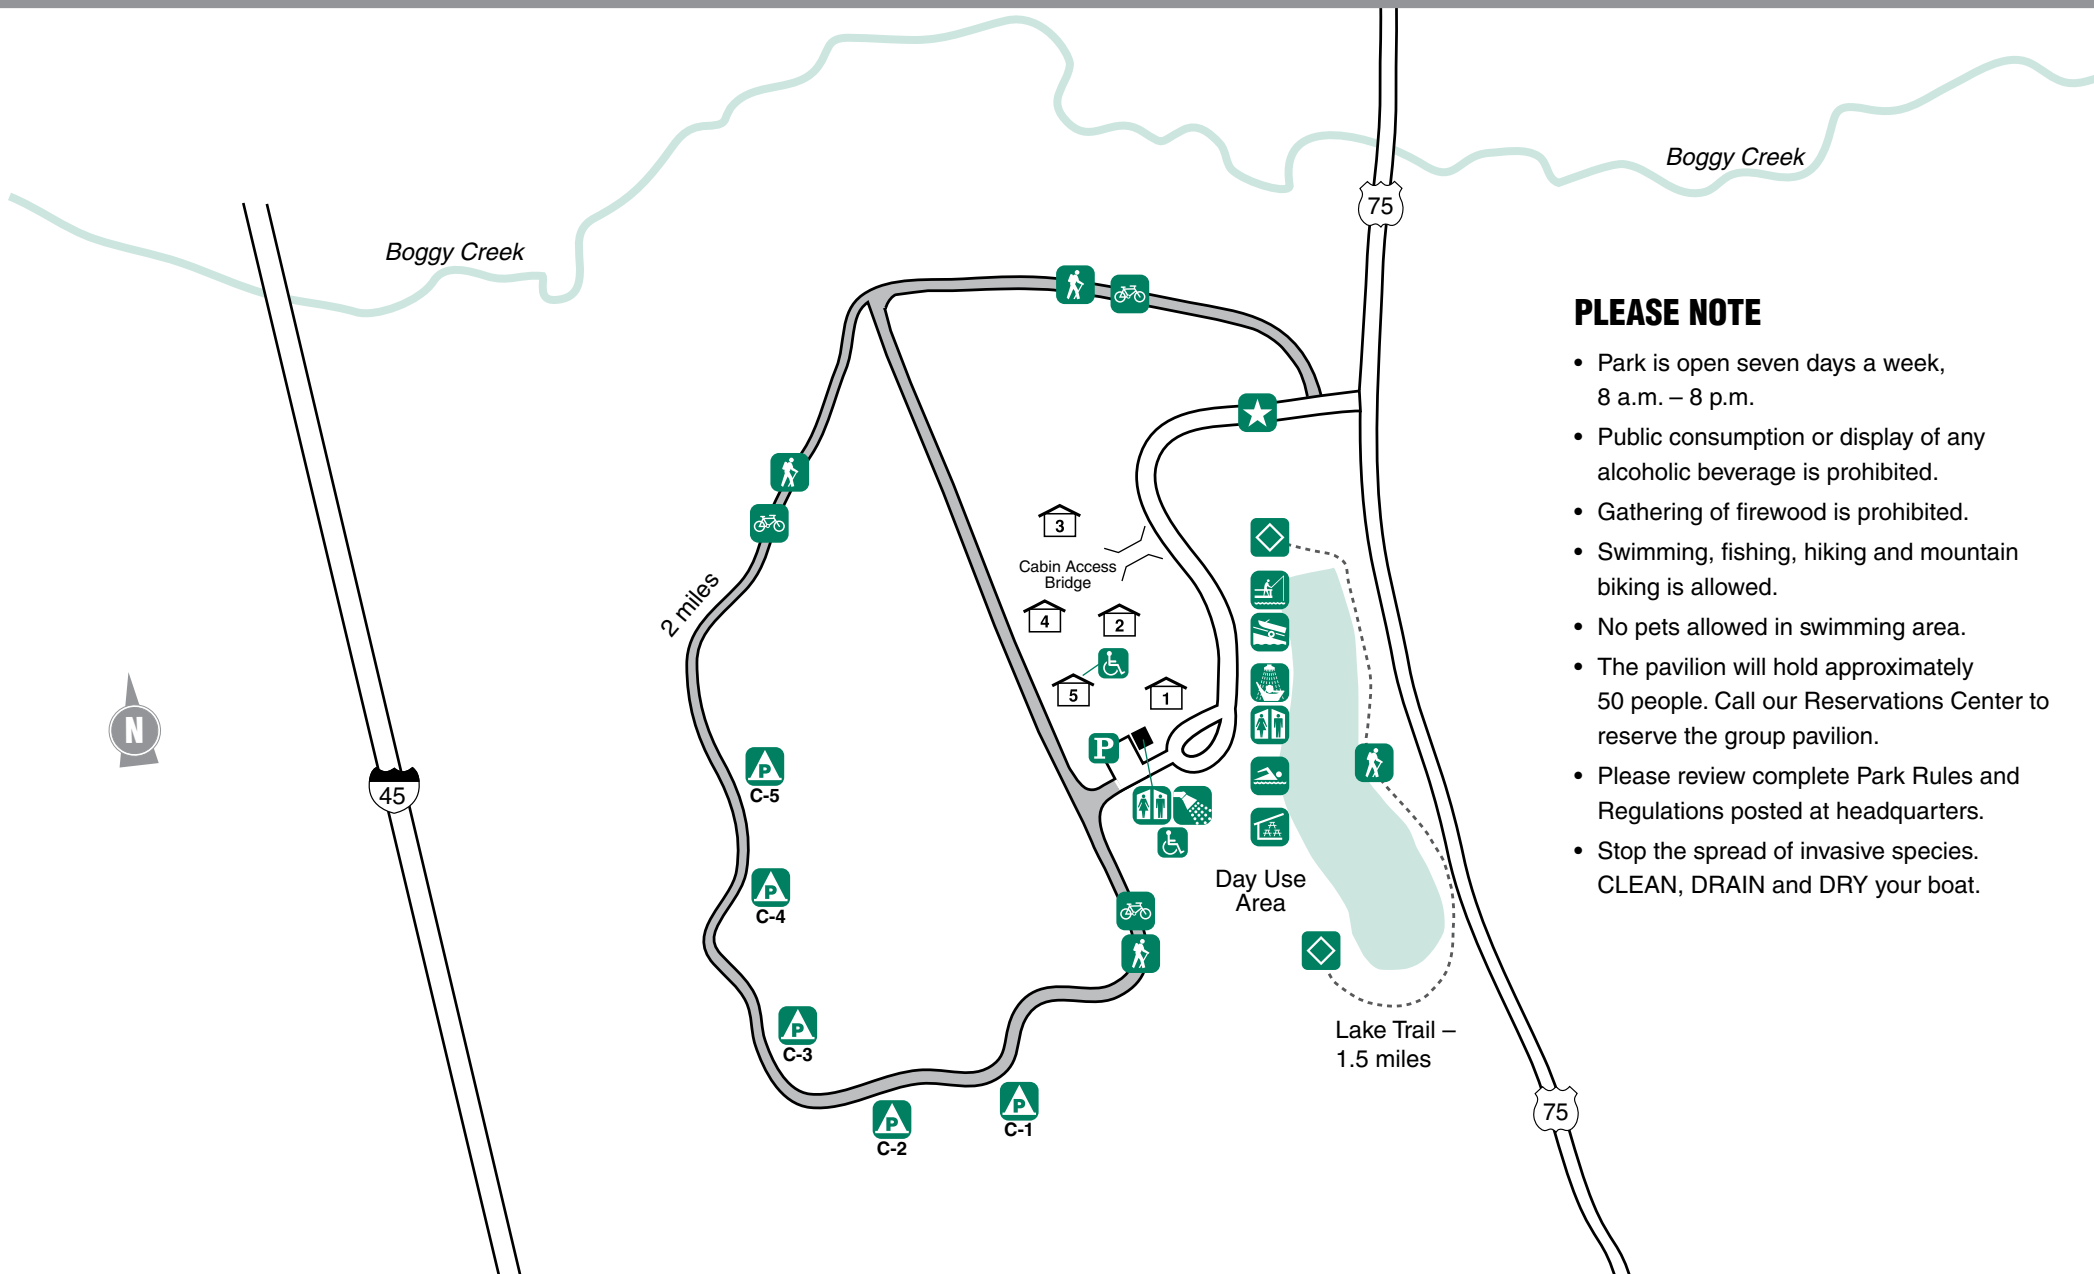 Boggy Creek
75
Boggy Creek
PLEASE NOTE
• Park is open seven days a week,
8 a.m. – 8 p.m.
• Public consumption or display of any
alcoholic beverage is prohibited.
• Gathering of firewood is prohibited.
• Swimming, fishing, hiking and mountain
biking is allowed.
• No pets allowed in swimming area.
• The pavilion will hold approximately
50 people. Call our Reservations Center to
reserve the group pavilion.
• Please review complete Park Rules and
Regulations posted at headquarters.
• Stop the spread of invasive species.
CLEAN, DRAIN and DRY your boat.
3
Cabin Access
Bridge
2 miles
4
2
5
1
N
P
45
P
C-5
P
C-4
Day Use
Area
P
C-3
Lake Trail –
1.5 miles
P
C-1
P
C-2
75